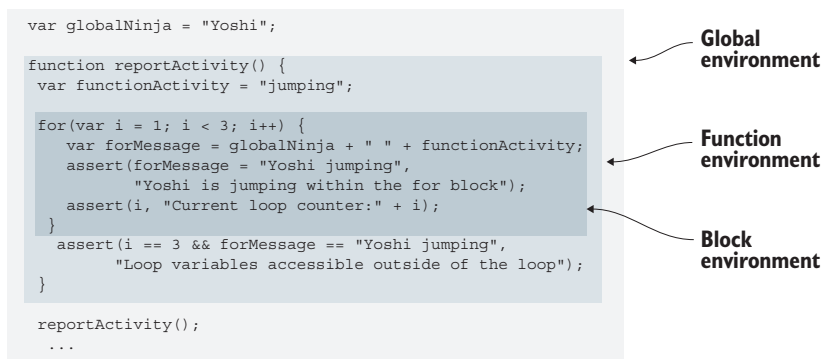 var globalNinja = "Yoshi";
function reportActivity() {
var functionActivity = "jumping";
for(var i = 1; i < 3; i++) {
var forMessage = globalNinja + " " + functionActivity;
assert(forMessage = "Yoshi jumping",
"Yoshi is jumping within the for block");
assert(i, "Current loop counter:" + i);
}
assert(i == 3 && forMessage == "Yoshi jumping",
"Loop variables accessible outside of the loop");
}
reportActivity();
...
Global
environment
Function
environment
Block
environment